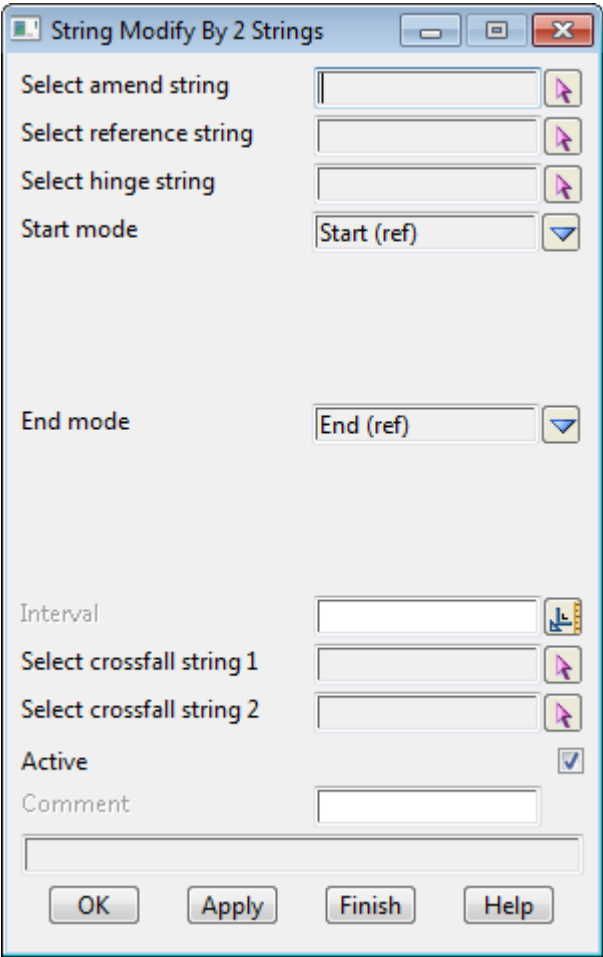 String Modify By 2 Strings
Select amend string
Select reference string
Select hinge string
Start mode Start (ref)
End mode End (ref)
Interval
Select crossfall string 1
Select crossfall string 2
Active
Comment
OK Apply Finish Help